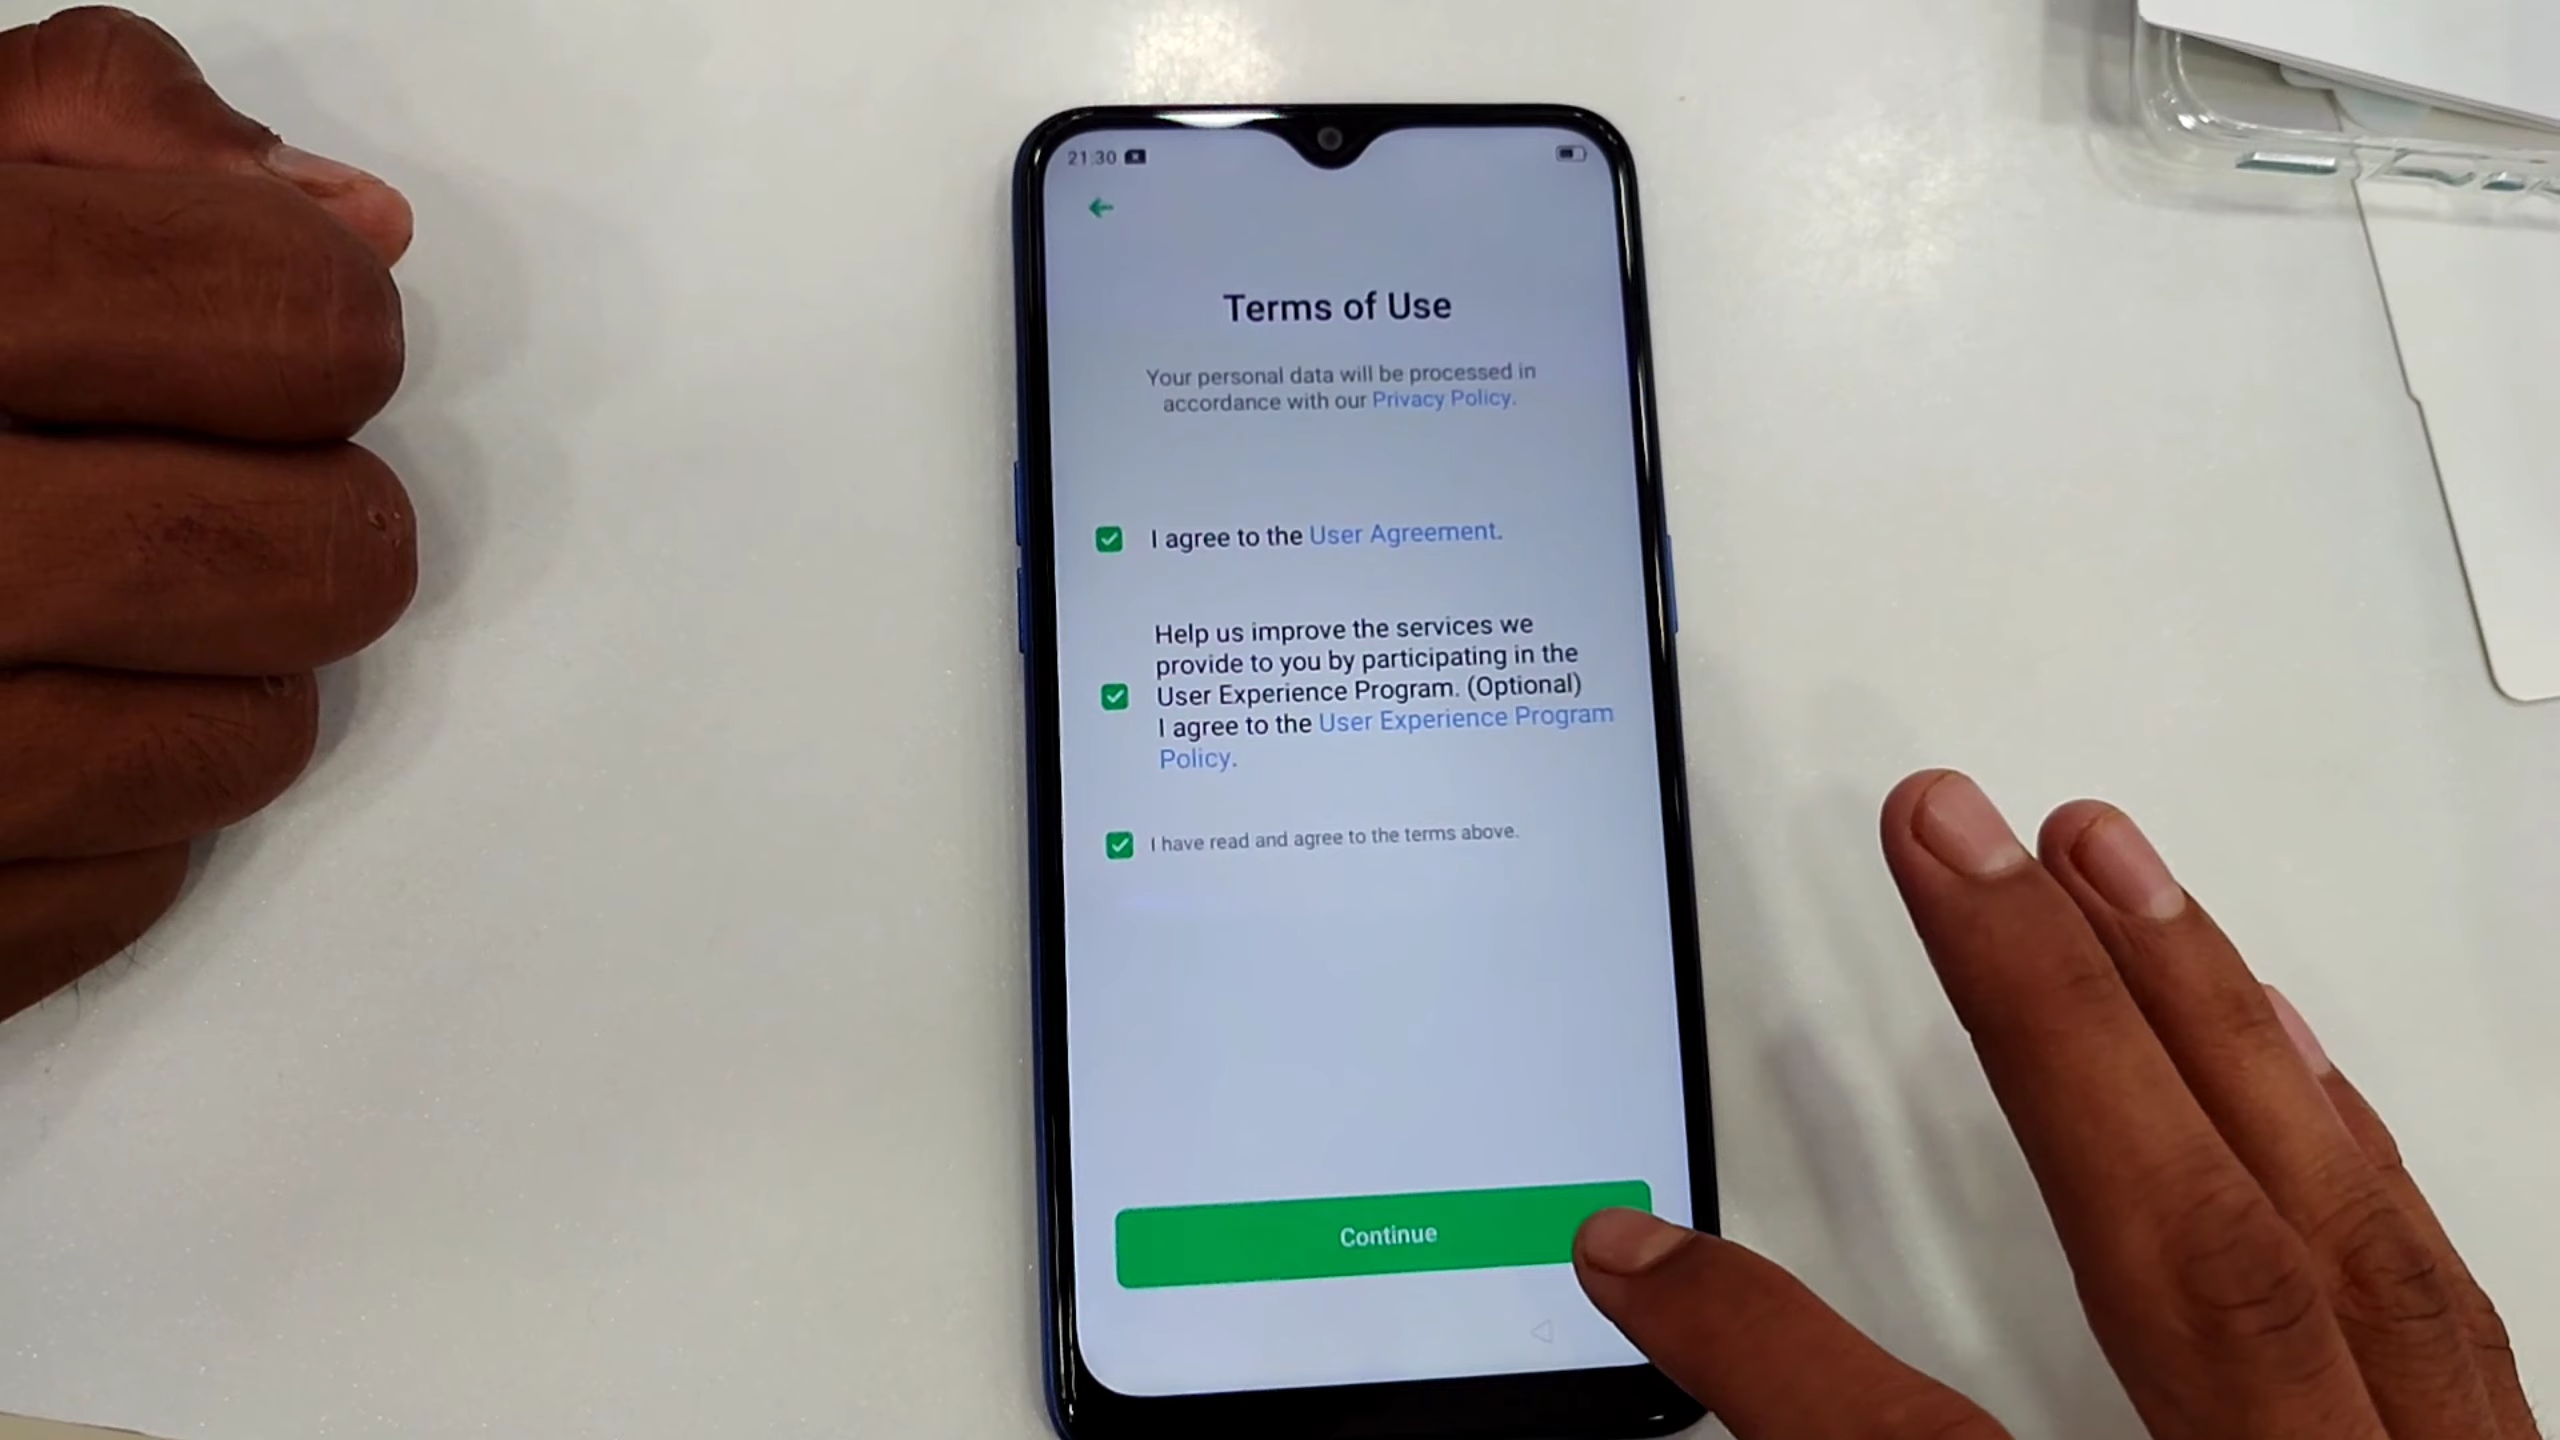 21:30
Terms of Use
Your personal data will be processed in
accordance with our Privacy Policy.
I agree to the User Agreement.
Help us improve the services we
provide to you by participating in the
User Experience Program. (Optional)
I agree to the User Experience Program
Policy.
I have read and agree to the terms above.
Continue